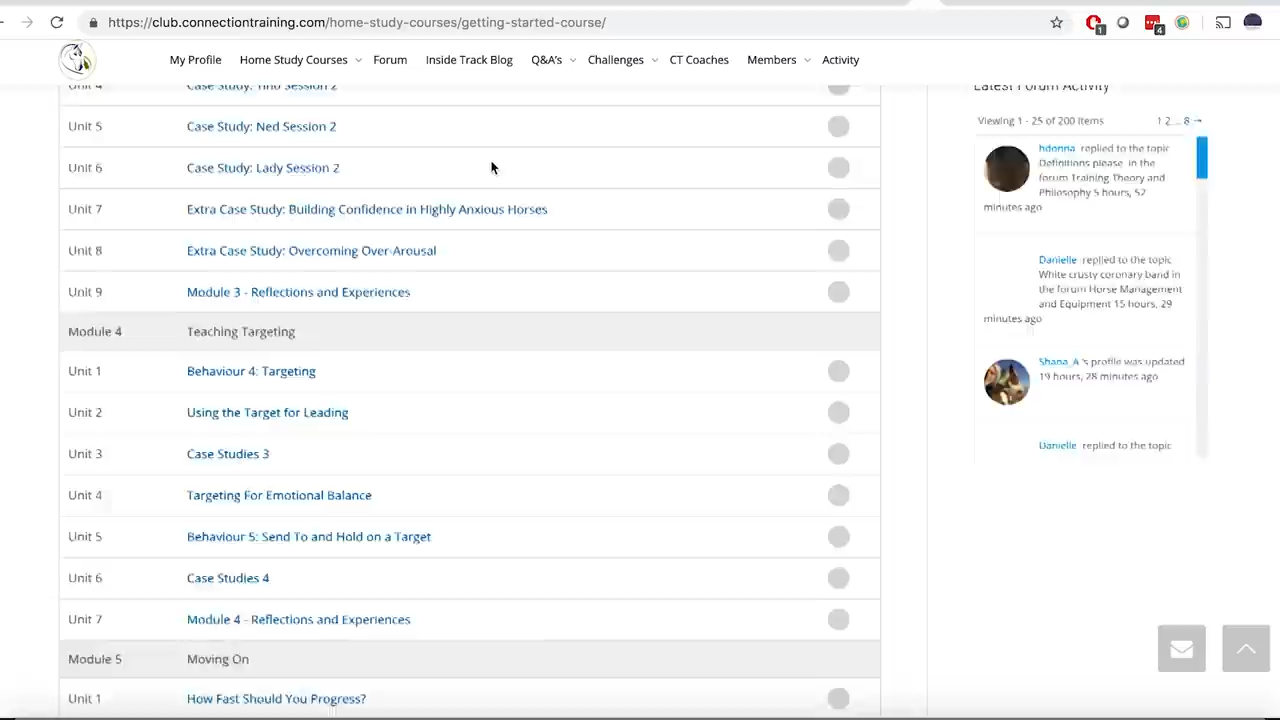 https://club.connectiontraining.com/home-study-courses/getting-started-course/
1
4
My Profile Home Study Courses Forum Inside Track Blog Q&A's Challenges CT Coaches Members Activity
Unit 4 Case Study: Tino Session 2
Unit 5 Case Study: Ned Session 2
Unit 6 Case Study: Lady Session 2
Unit 7 Extra Case Study: Building Confidence in Highly Anxious Horses
Unit 8 Extra Case Study: Overcoming Over-Arousal
Unit 9 Module 3 - Reflections and Experiences
Module 4 Teaching Targeting
Unit 1 Behaviour 4: Targeting
Unit 2 Using the Target for Leading
Unit 3 Case Studies 3
Unit 4 Targeting For Emotional Balance
Unit 5 Behaviour 5: Send To and Hold on a Target
Unit 6 Case Studies 4
Unit 7 Module 4 - Reflections and Experiences
Module 5 Moving On
Unit 1 How Fast Should You Progress?
Latest Forum Activity
Viewing 1 - 25 of 200 items 1 2 … 8 →
hdonna replied to the topic
Definitions please in the
forum Training Theory and
Philosophy 5 hours, 52
minutes ago
Danielle replied to the topic
White crusty coronary band in
the forum Horse Management
and Equipment 15 hours, 29
minutes ago
Shana_A 's profile was updated
19 hours, 28 minutes ago
Danielle replied to the topic